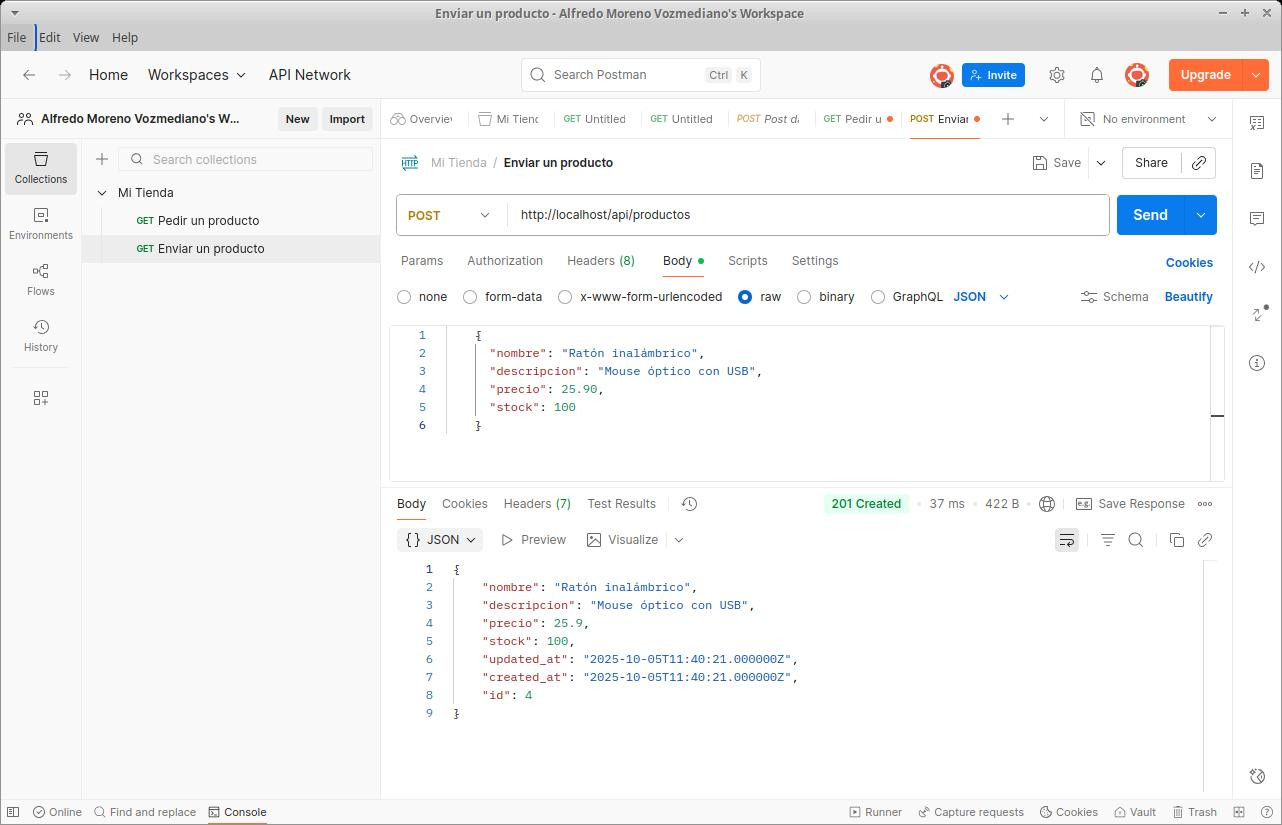 Enviar un producto - Alfredo Moreno Vozmediano's Workspace
File Edit View Help
Home Workspaces API Network Search Postman Ctrl K Invite Upgrade
Alfredo Moreno Vozmediano's W... New Import
Overvie Mi Tienc GET Untitled GET Untitled POST Post di GET Pedir u POST Enviar No environment
Collections
Environments
Flows
History
Search collections
Mi Tienda
GET Pedir un producto
GET Enviar un producto
HTTP Mi Tienda / Enviar un producto Save Share
POST http://localhost/api/productos Send
Params Authorization Headers (8) Body Scripts Settings Cookies
none form-data x-www-form-urlencoded raw binary GraphQL JSON Schema Beautify
1 {
2 "nombre": "Ratón inalámbrico",
3 "descripcion": "Mouse óptico con USB",
4 "precio": 25.90,
5 "stock": 100
6 }
Body Cookies Headers (7) Test Results 201 Created 37 ms 422 B e.g. Save Response
{} JSON Preview Visualize
1 {
2 "nombre": "Ratón inalámbrico",
3 "descripcion": "Mouse óptico con USB",
4 "precio": 25.9,
5 "stock": 100,
6 "updated_at": "2025-10-05T11:40:21.000000Z",
7 "created_at": "2025-10-05T11:40:21.000000Z",
8 "id": 4
9 }
Online Find and replace Console Runner Capture requests Cookies Vault Trash